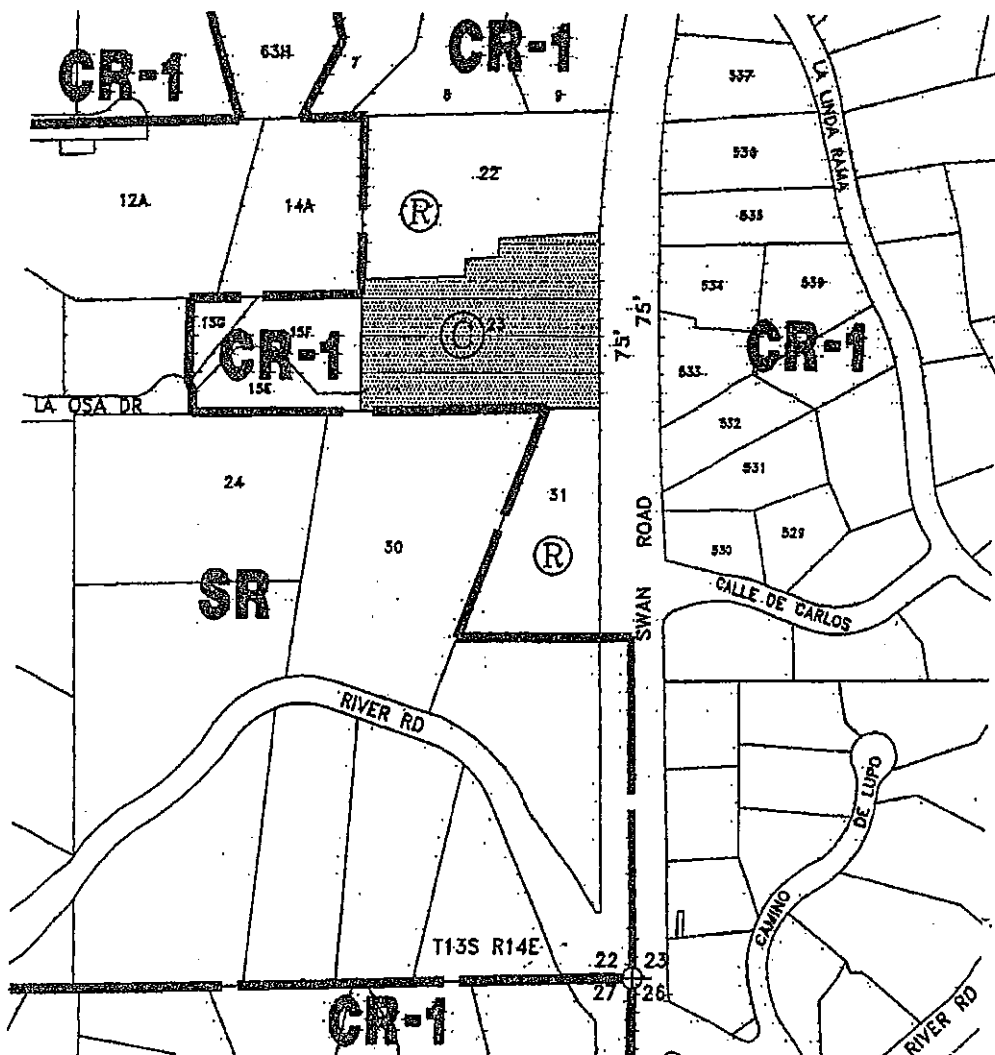 CR-1
63H
7
CR-1
8
9
537
LA LINDA RAMA
536
12A
14A
22
R
535
534
539
75'
75'
15G
15F
CR-1
15E
C
23
CR-1
533
LA OSA DR
532
531
24
30
31
R
SWAN ROAD
530
529
SR
CALLE DE CARLOS
RIVER RD
CAMINO DE LUPO
T13S R14E
22
23
27
26
CR-1
RIVER RD